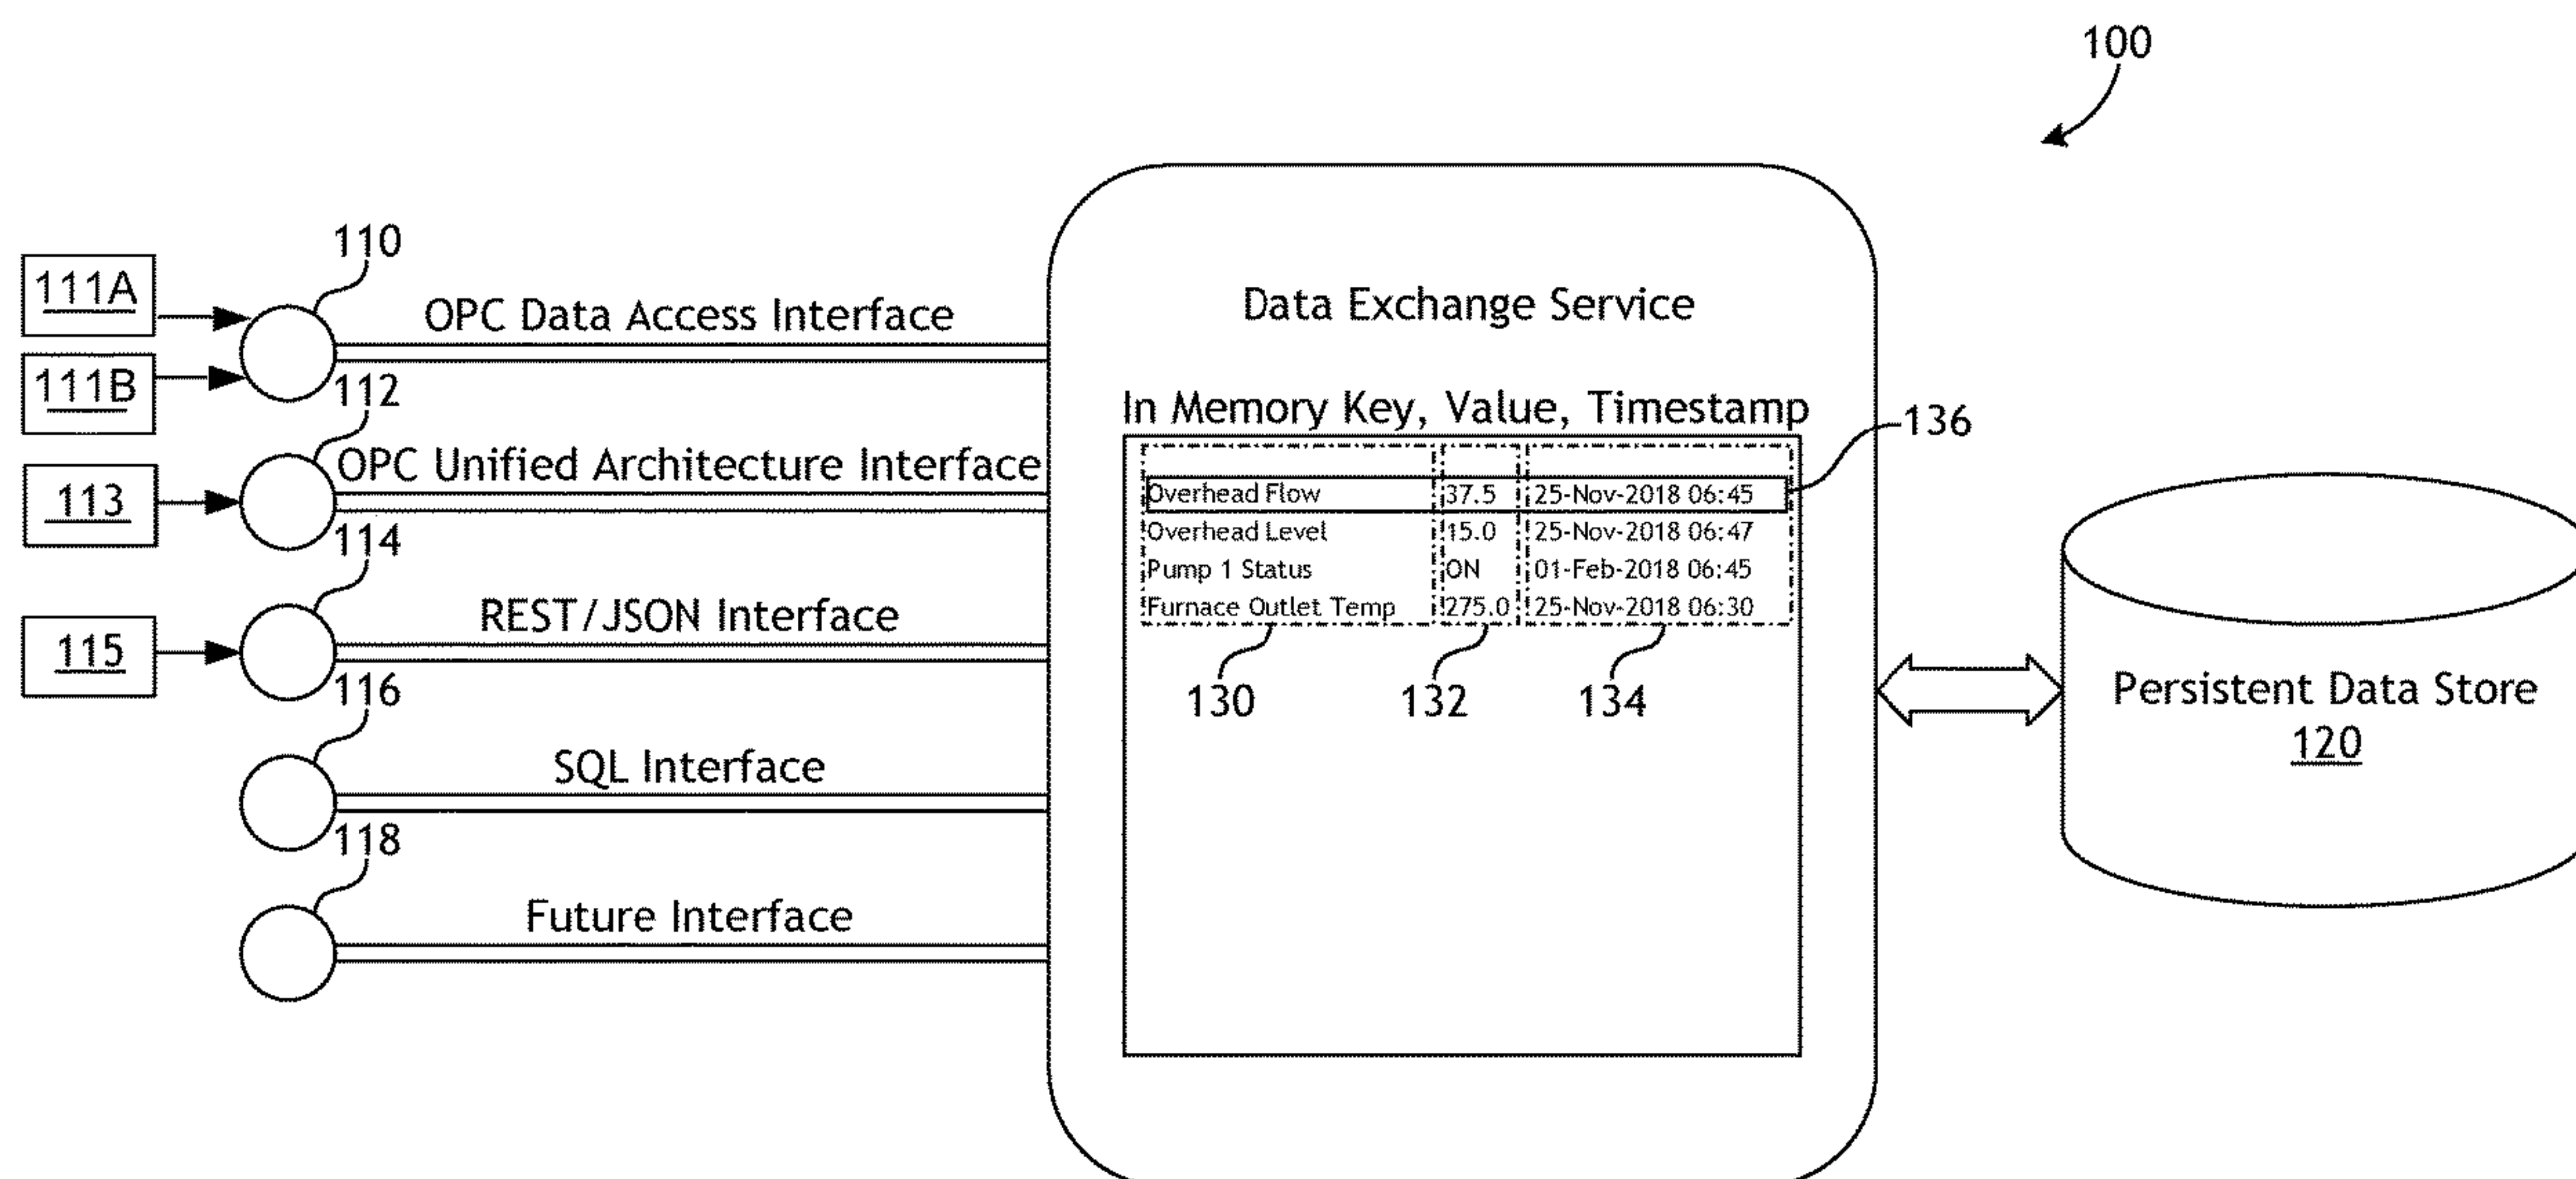 100
110
111A
OPC Data Access Interface
111B
112
OPC Unified Architecture Interface
113
114
REST/JSON Interface
115
116
SQL Interface
118
Future Interface
Data Exchange Service
In Memory Key, Value, Timestamp
136
Overhead Flow 37.5 25-Nov-2018 06:45
Overhead Level 15.0 25-Nov-2018 06:47
Pump 1 Status ON 01-Feb-2018 06:45
Furnace Outlet Temp 275.0 25-Nov-2018 06:30
130 132 134
Persistent Data Store
120